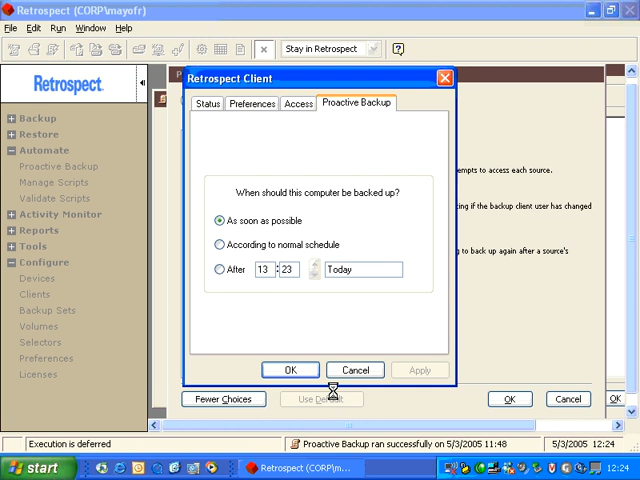 Retrospect (CORP\mayofr)
File Edit Run Window Help
Stay in Retrospect
Retrospect
Backup
Restore
Automate
Proactive Backup
Manage Scripts
Validate Scripts
Activity Monitor
Reports
Tools
Configure
Devices
Clients
Backup Sets
Volumes
Selectors
Preferences
Licenses
Retrospect Client
Status Preferences Access Proactive Backup
When should this computer be backed up?
As soon as possible
According to normal schedule
After 13 : 23 Today
OK Cancel Apply
empts to access each source.
ting if the backup client user has changed
g to back up again after a source's
Fewer Choices OK Cancel OK
Execution is deferred Proactive Backup ran successfully on 5/3/2005 11:48 5/3/2005 12:24
start Retrospect (CORP\m... 12:24